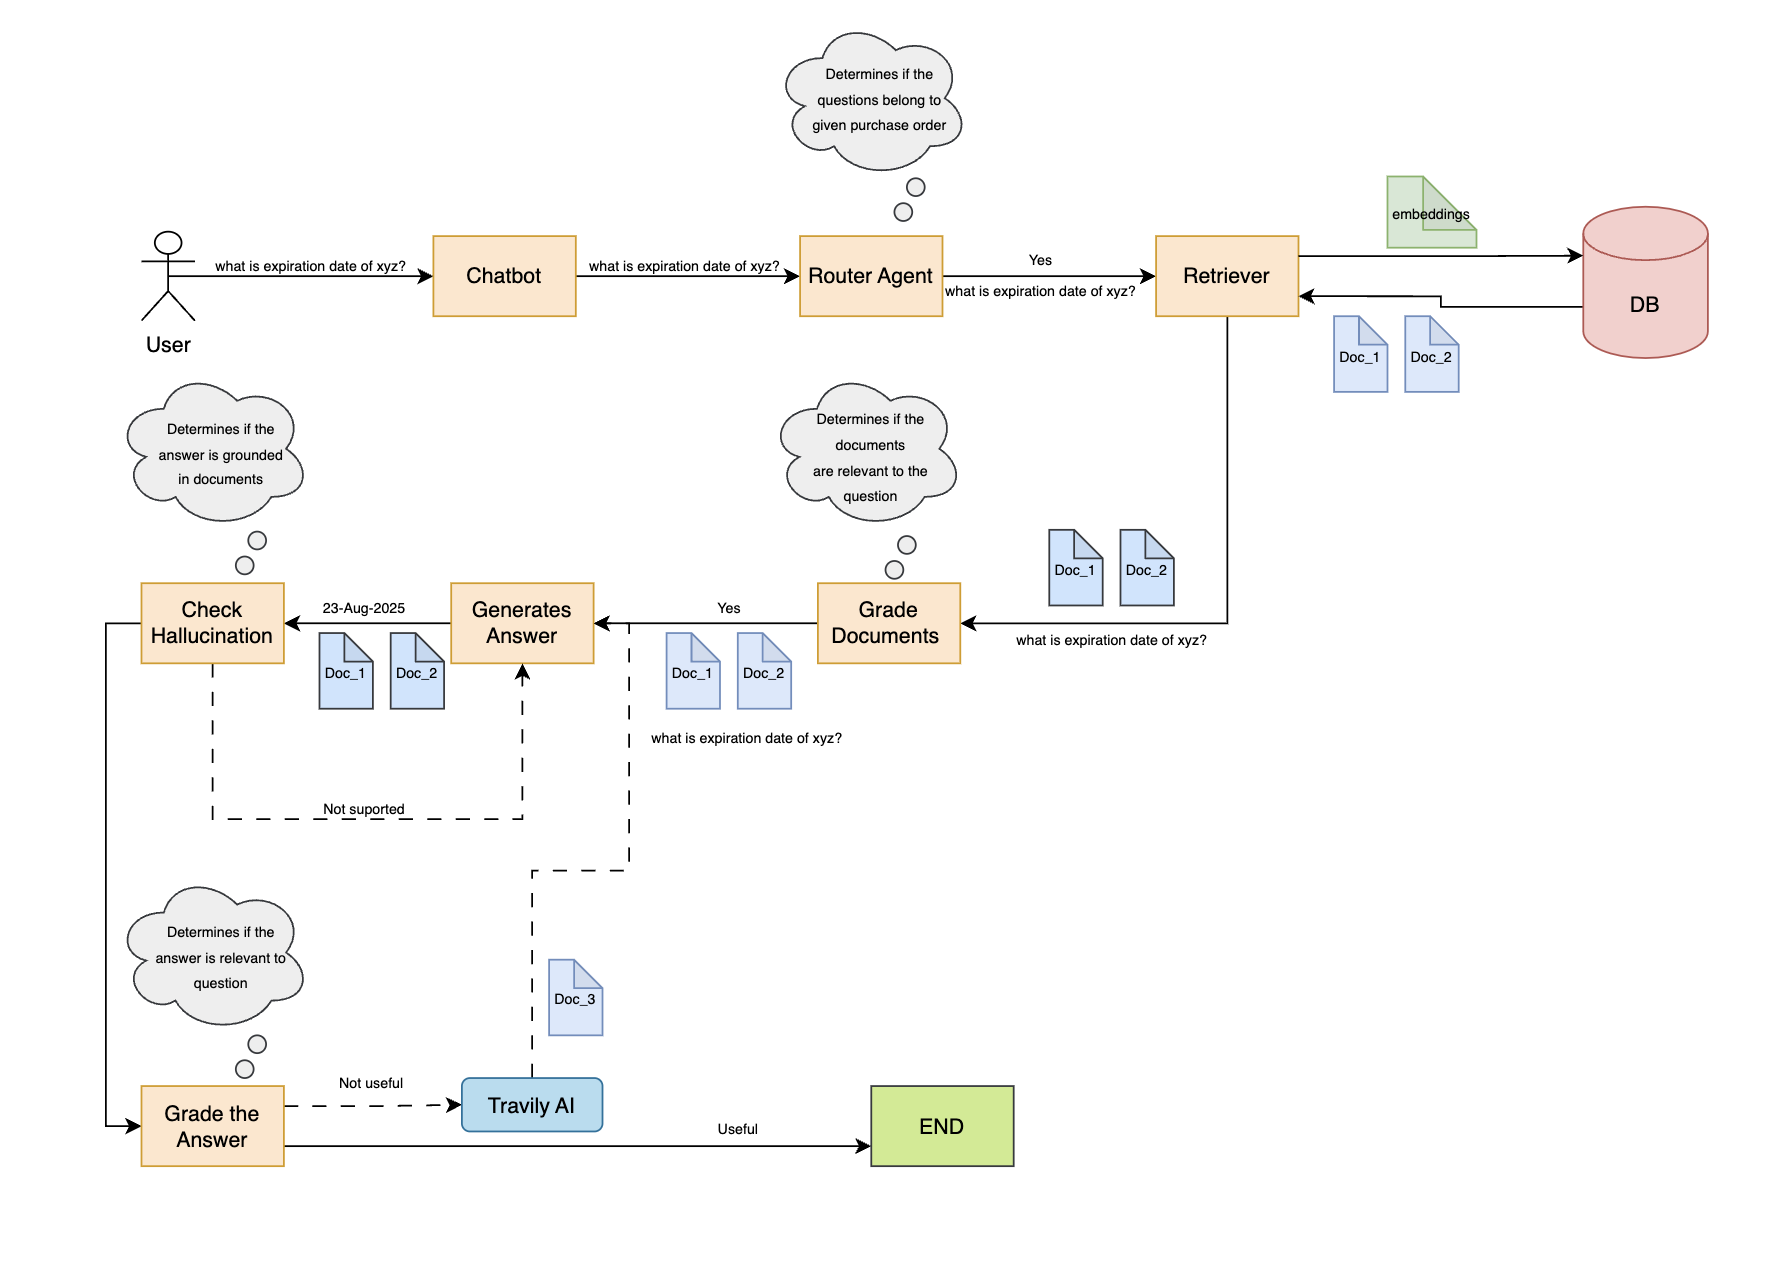 Determines if the
questions belong to
given purchase order
embeddings
what is expiration date of xyz?
Chatbot
what is expiration date of xyz?
Router Agent
Yes
what is expiration date of xyz?
Retriever
DB
User
Doc_1
Doc_2
Determines if the
answer is grounded
in documents
Determines if the
documents
are relevant to the
question
Doc_1
Doc_2
Check
Hallucination
23-Aug-2025
Doc_1
Doc_2
Generates
Answer
Yes
Doc_1
Doc_2
what is expiration date of xyz?
Grade
Documents
what is expiration date of xyz?
Not suported
Determines if the
answer is relevant to
question
Doc_3
Grade the
Answer
Not useful
Travily AI
Useful
END